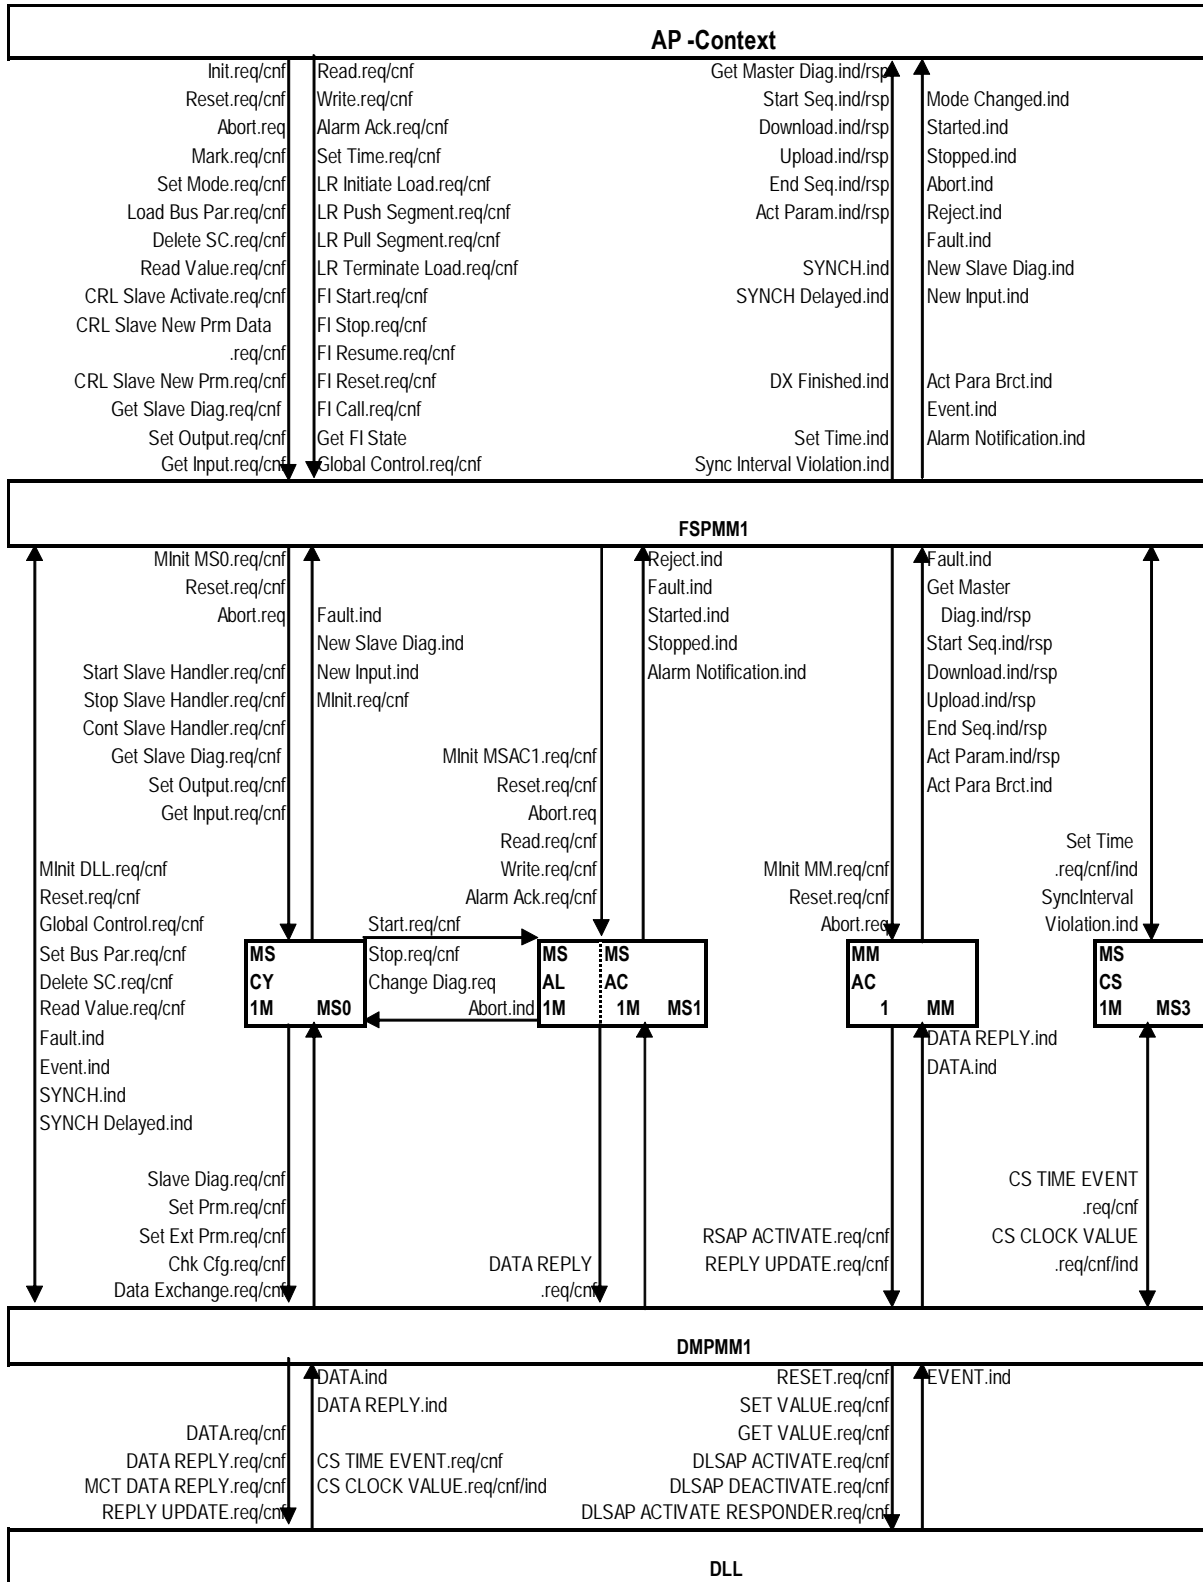 AP -Context
Init.req/cnf
Reset.req/cnf
Abort.req
Mark.req/cnf
Set Mode.req/cnf
Load Bus Par.req/cnf
Delete SC.req/cnf
Read Value.req/cnf
CRL Slave Activate.req/cnf
CRL Slave New Prm Data
.req/cnf
CRL Slave New Prm.req/cnf
Get Slave Diag.req/cnf
Set Output.req/cnf
Get Input.req/cnf
Read.req/cnf
Write.req/cnf
Alarm Ack.req/cnf
Set Time.req/cnf
LR Initiate Load.req/cnf
LR Push Segment.req/cnf
LR Pull Segment.req/cnf
LR Terminate Load.req/cnf
FI Start.req/cnf
FI Stop.req/cnf
FI Resume.req/cnf
FI Reset.req/cnf
FI Call.req/cnf
Get FI State
Global Control.req/cnf
Get Master Diag.ind/rsp
Start Seq.ind/rsp
Download.ind/rsp
Upload.ind/rsp
End Seq.ind/rsp
Act Param.ind/rsp
SYNCH.ind
SYNCH Delayed.ind
DX Finished.ind
Set Time.ind
Sync Interval Violation.ind
Mode Changed.ind
Started.ind
Stopped.ind
Abort.ind
Reject.ind
Fault.ind
New Slave Diag.ind
New Input.ind
Act Para Brct.ind
Event.ind
Alarm Notification.ind
FSPMM1
MInit DLL.req/cnf
Reset.req/cnf
Global Control.req/cnf
Set Bus Par.req/cnf
Delete SC.req/cnf
Read Value.req/cnf
Fault.ind
Event.ind
SYNCH.ind
SYNCH Delayed.ind
MInit MS0.req/cnf
Reset.req/cnf
Abort.req
Start Slave Handler.req/cnf
Stop Slave Handler.req/cnf
Cont Slave Handler.req/cnf
Get Slave Diag.req/cnf
Set Output.req/cnf
Get Input.req/cnf
Fault.ind
New Slave Diag.ind
New Input.ind
MInit.req/cnf
MInit MSAC1.req/cnf
Reset.req/cnf
Abort.req
Read.req/cnf
Write.req/cnf
Alarm Ack.req/cnf
Reject.ind
Fault.ind
Started.ind
Stopped.ind
Alarm Notification.ind
MInit MM.req/cnf
Reset.req/cnf
Abort.req
Fault.ind
Get Master
Diag.ind/rsp
Start Seq.ind/rsp
Download.ind/rsp
Upload.ind/rsp
End Seq.ind/rsp
Act Param.ind/rsp
Act Para Brct.ind
Set Time
.req/cnf/ind
SyncInterval
Violation.ind
MS
CY
1M MS0
Start.req/cnf
Stop.req/cnf
Change Diag.req
Abort.ind
MS MS
AL AC
1M 1M MS1
MM
AC
1 MM
MS
CS
1M MS3
Slave Diag.req/cnf
Set Prm.req/cnf
Set Ext Prm.req/cnf
Chk Cfg.req/cnf
Data Exchange.req/cnf
DATA REPLY
.req/cnf
RSAP ACTIVATE.req/cnf
REPLY UPDATE.req/cnf
DATA REPLY.ind
DATA.ind
CS TIME EVENT
.req/cnf
CS CLOCK VALUE
.req/cnf/ind
DMPMM1
DATA.req/cnf
DATA REPLY.req/cnf
MCT DATA REPLY.req/cnf
REPLY UPDATE.req/cnf
DATA.ind
DATA REPLY.ind
CS TIME EVENT.req/cnf
CS CLOCK VALUE.req/cnf/ind
RESET.req/cnf
SET VALUE.req/cnf
GET VALUE.req/cnf
DLSAP ACTIVATE.req/cnf
DLSAP DEACTIVATE.req/cnf
DLSAP ACTIVATE RESPONDER.req/cnf
EVENT.ind
DLL